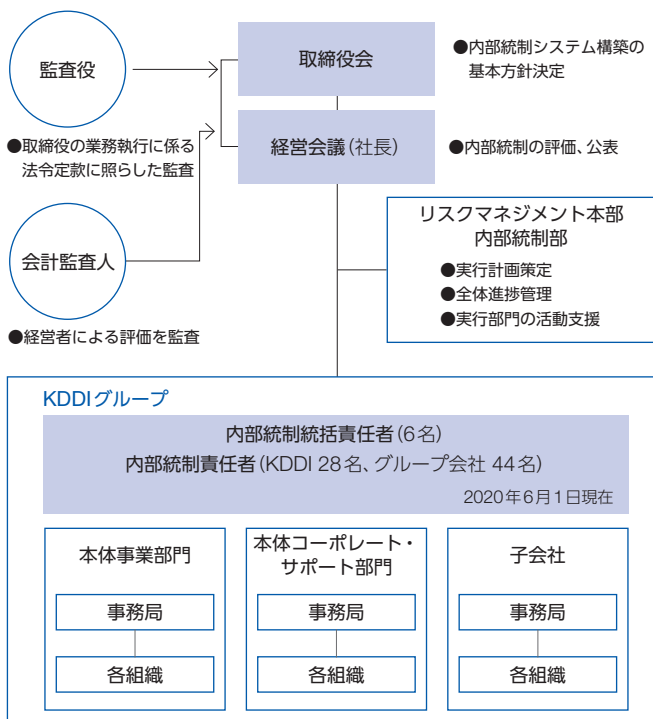 監査役
取締役会
●内部統制システム構築の
基本方針決定
●取締役の業務執行に係る
法令定款に照らした監査
経営会議(社長)
●内部統制の評価、公表
会計監査人
●経営者による評価を監査
リスクマネジメント本部
内部統制部
●実行計画策定
●全体進捗管理
●実行部門の活動支援
KDDIグループ
内部統制統括責任者(6名)
内部統制責任者(KDDI 28名、グループ会社 44名)
2020年6月1日現在
本体事業部門
事務局
各組織
本体コーポレート・
サポート部門
事務局
各組織
子会社
事務局
各組織